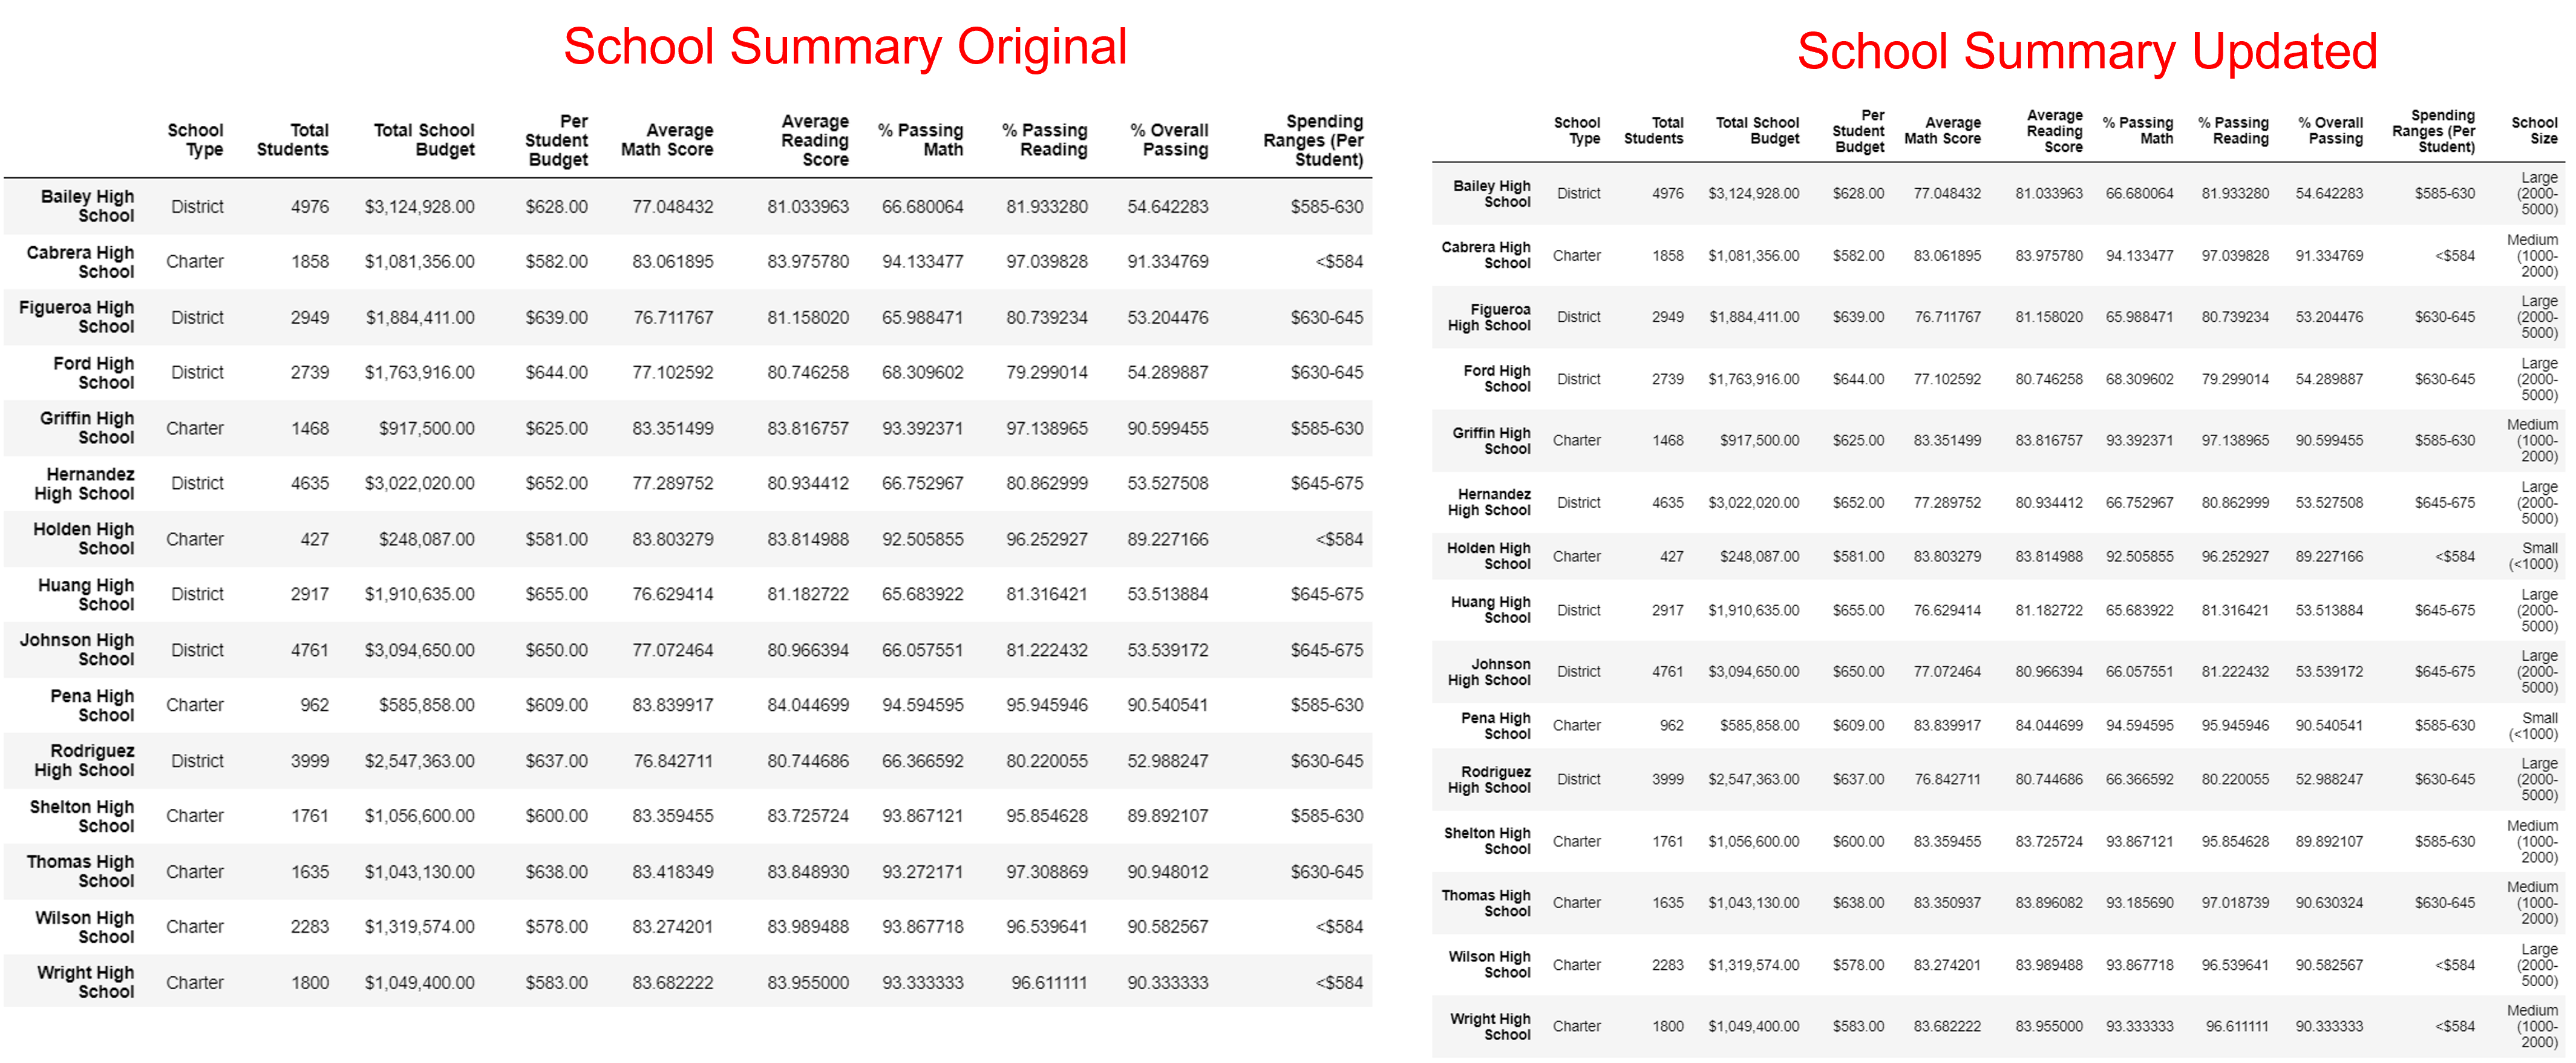 School Summary Original
School Type Total Students Total School Budget Per Student Budget Average Math Score Average Reading Score % Passing Math % Passing Reading % Overall Passing Spending Ranges (Per Student)
Bailey High School District 4976 $3,124,928.00 $628.00 77.048432 81.033963 66.680064 81.933280 54.642283 $585-630
Cabrera High School Charter 1858 $1,081,356.00 $582.00 83.061895 83.975780 94.133477 97.039828 91.334769 <$584
Figueroa High School District 2949 $1,884,411.00 $639.00 76.711767 81.158020 65.988471 80.739234 53.204476 $630-645
Ford High School District 2739 $1,763,916.00 $644.00 77.102592 80.746258 68.309602 79.299014 54.289887 $630-645
Griffin High School Charter 1468 $917,500.00 $625.00 83.351499 83.816757 93.392371 97.138965 90.599455 $585-630
Hernandez High School District 4635 $3,022,020.00 $652.00 77.289752 80.934412 66.752967 80.862999 53.527508 $645-675
Holden High School Charter 427 $248,087.00 $581.00 83.803279 83.814988 92.505855 96.252927 89.227166 <$584
Huang High School District 2917 $1,910,635.00 $655.00 76.629414 81.182722 65.683922 81.316421 53.513884 $645-675
Johnson High School District 4761 $3,094,650.00 $650.00 77.072464 80.966394 66.057551 81.222432 53.539172 $645-675
Pena High School Charter 962 $585,858.00 $609.00 83.839917 84.044699 94.594595 95.945946 90.540541 $585-630
Rodriguez High School District 3999 $2,547,363.00 $637.00 76.842711 80.744686 66.366592 80.220055 52.988247 $630-645
Shelton High School Charter 1761 $1,056,600.00 $600.00 83.359455 83.725724 93.867121 95.854628 89.892107 $585-630
Thomas High School Charter 1635 $1,043,130.00 $638.00 83.418349 83.848930 93.272171 97.308869 90.948012 $630-645
Wilson High School Charter 2283 $1,319,574.00 $578.00 83.274201 83.989488 93.867718 96.539641 90.582567 <$584
Wright High School Charter 1800 $1,049,400.00 $583.00 83.682222 83.955000 93.333333 96.611111 90.333333 <$584
School Summary Updated
School Type Total Students Total School Budget Per Student Budget Average Math Score Average Reading Score % Passing Math % Passing Reading % Overall Passing Spending Ranges (Per Student) School Size
Bailey High School District 4976 $3,124,928.00 $628.00 77.048432 81.033963 66.680064 81.933280 54.642283 $585-630 Large (2000-5000)
Cabrera High School Charter 1858 $1,081,356.00 $582.00 83.061895 83.975780 94.133477 97.039828 91.334769 <$584 Medium (1000-2000)
Figueroa High School District 2949 $1,884,411.00 $639.00 76.711767 81.158020 65.988471 80.739234 53.204476 $630-645 Large (2000-5000)
Ford High School District 2739 $1,763,916.00 $644.00 77.102592 80.746258 68.309602 79.299014 54.289887 $630-645 Large (2000-5000)
Griffin High School Charter 1468 $917,500.00 $625.00 83.351499 83.816757 93.392371 97.138965 90.599455 $585-630 Medium (1000-2000)
Hernandez High School District 4635 $3,022,020.00 $652.00 77.289752 80.934412 66.752967 80.862999 53.527508 $645-675 Large (2000-5000)
Holden High School Charter 427 $248,087.00 $581.00 83.803279 83.814988 92.505855 96.252927 89.227166 <$584 Small (<1000)
Huang High School District 2917 $1,910,635.00 $655.00 76.629414 81.182722 65.683922 81.316421 53.513884 $645-675 Large (2000-5000)
Johnson High School District 4761 $3,094,650.00 $650.00 77.072464 80.966394 66.057551 81.222432 53.539172 $645-675 Large (2000-5000)
Pena High School Charter 962 $585,858.00 $609.00 83.839917 84.044699 94.594595 95.945946 90.540541 $585-630 Small (<1000)
Rodriguez High School District 3999 $2,547,363.00 $637.00 76.842711 80.744686 66.366592 80.220055 52.988247 $630-645 Large (2000-5000)
Shelton High School Charter 1761 $1,056,600.00 $600.00 83.359455 83.725724 93.867121 95.854628 89.892107 $585-630 Medium (1000-2000)
Thomas High School Charter 1635 $1,043,130.00 $638.00 83.350937 83.896082 93.185690 97.018739 90.630324 $630-645 Medium (1000-2000)
Wilson High School Charter 2283 $1,319,574.00 $578.00 83.274201 83.989488 93.867718 96.539641 90.582567 <$584 Large (2000-5000)
Wright High School Charter 1800 $1,049,400.00 $583.00 83.682222 83.955000 93.333333 96.611111 90.333333 <$584 Medium (1000-2000)